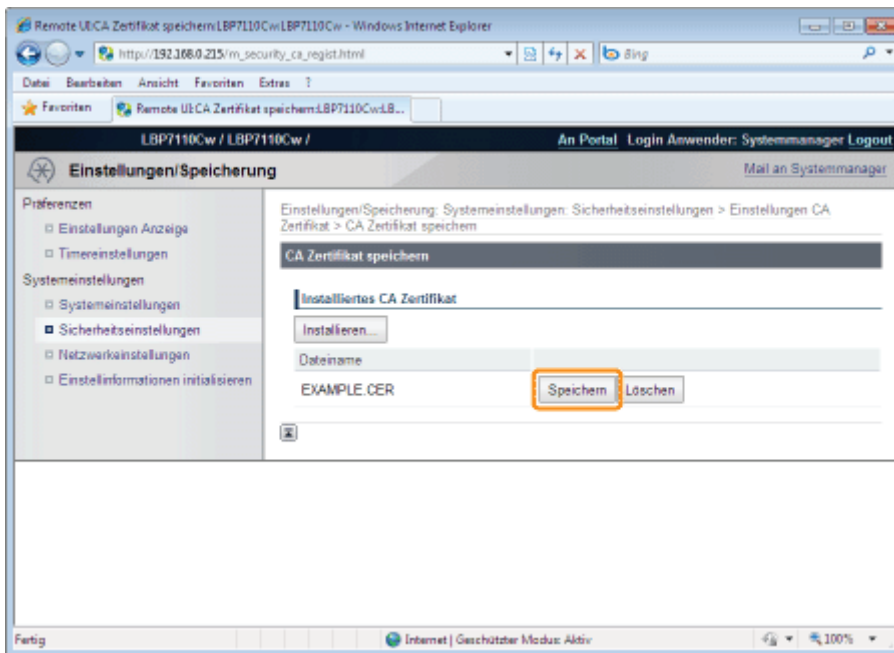 Remote UI:CA Zertifikat speichern:LBP7110Cw:LBP7110Cw - Windows Internet Explorer
http://192.168.0.215/m_security_ca_regist.html
Bing
Datei Bearbeiten Ansicht Favoriten Extras ?
Favoriten Remote UI:CA Zertifikat speichern:LBP7110Cw:LB...
LBP7110Cw / LBP7110Cw / An Portal Login Anwender: Systemmanager Logout
Einstellungen/Speicherung Mail an Systemmanager
Präferenzen
Einstellungen Anzeige
Timereinstellungen
Systemeinstellungen
Systemeinstellungen
Sicherheitseinstellungen
Netzwerkeinstellungen
Einstellinformationen initialisieren
Einstellungen/Speicherung: Systemeinstellungen: Sicherheitseinstellungen > Einstellungen CA
Zertifikat > CA Zertifikat speichern
CA Zertifikat speichern
Installiertes CA Zertifikat
Installieren...
Dateiname
EXAMPLE.CER Speichern Löschen
Fertig Internet | Geschützter Modus: Aktiv 100%